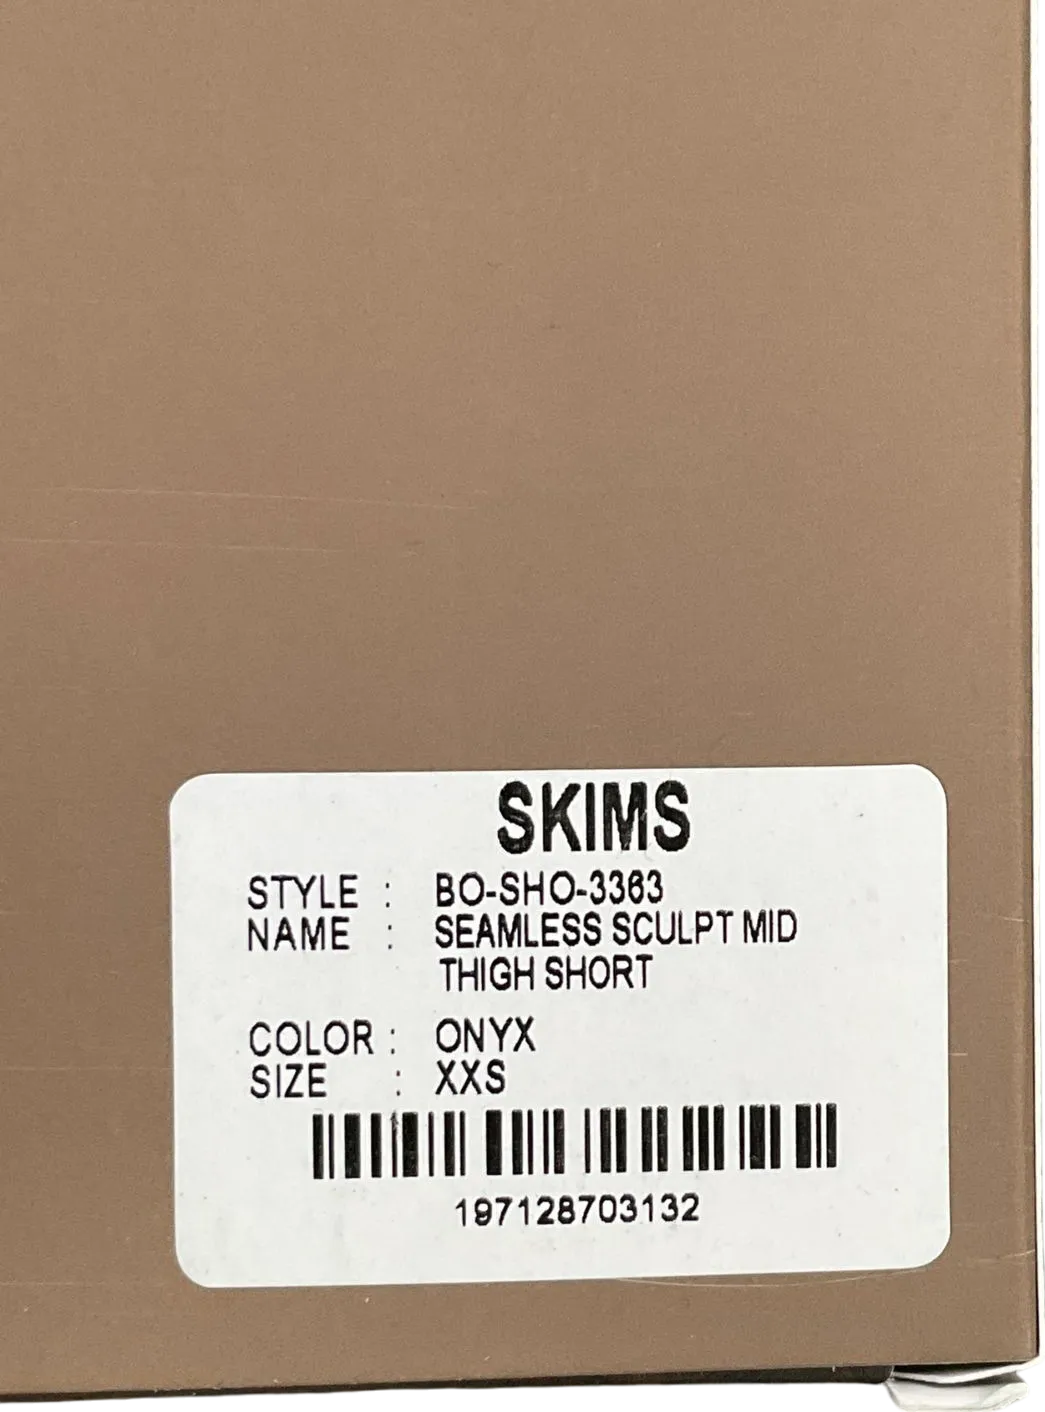 SKIMS
STYLE : BO-SHO-3363
NAME : SEAMLESS SCULPT MID
THIGH SHORT
COLOR : ONYX
SIZE : XXS
197128703132